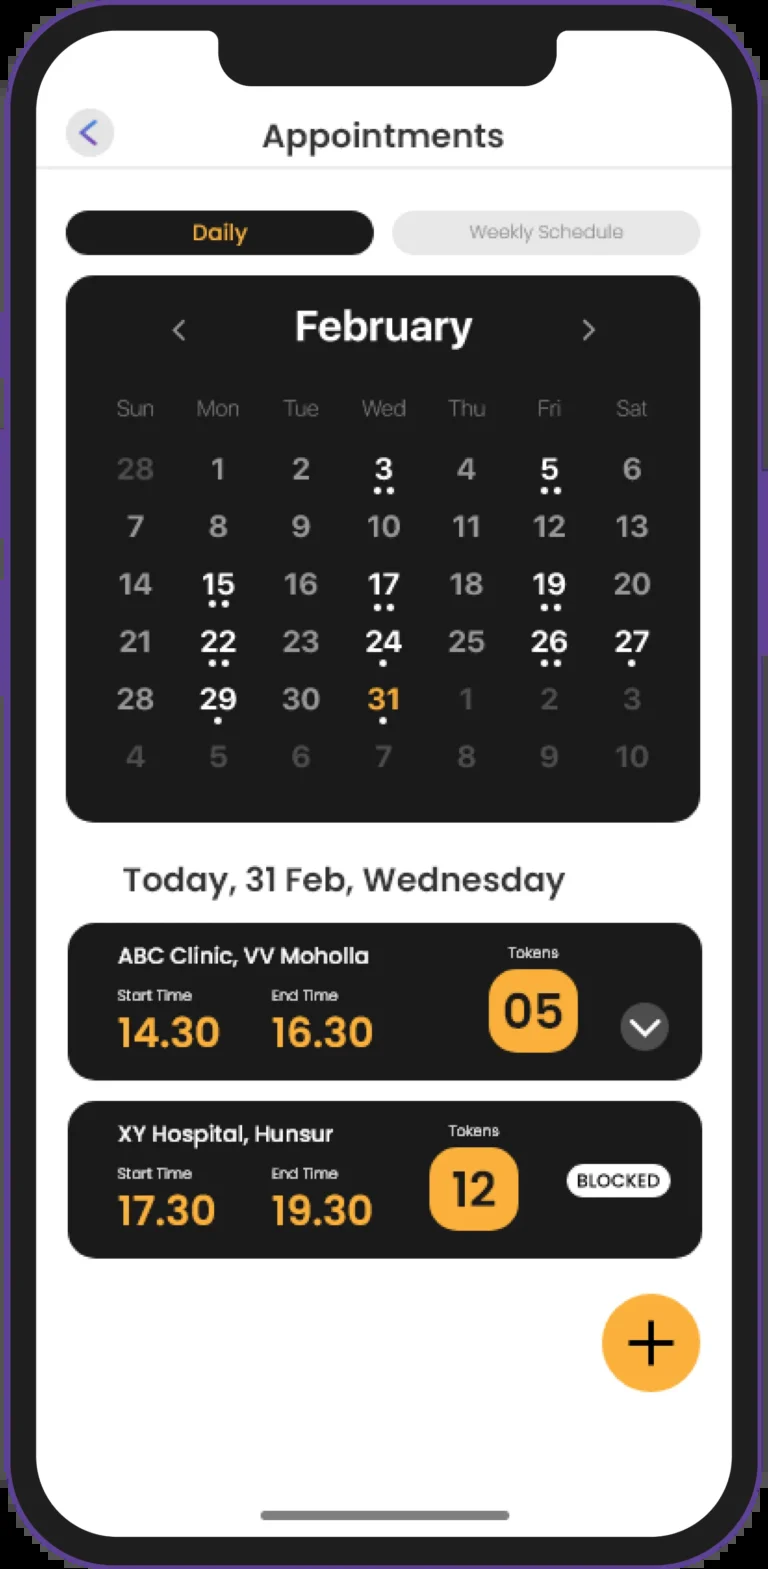 Appointments
Daily Weekly Schedule
February
Sun Mon Tue Wed Thu Fri Sat
28 1 2 3 4 5 6
7 8 9 10 11 12 13
14 15 16 17 18 19 20
21 22 23 24 25 26 27
28 29 30 31 1 2 3
4 5 6 7 8 9 10
Today, 31 Feb, Wednesday
ABC Clinic, VV Moholla Tokens
Start Time End Time 05
14.30 16.30
XY Hospital, Hunsur Tokens
Start Time End Time 12 BLOCKED
17.30 19.30